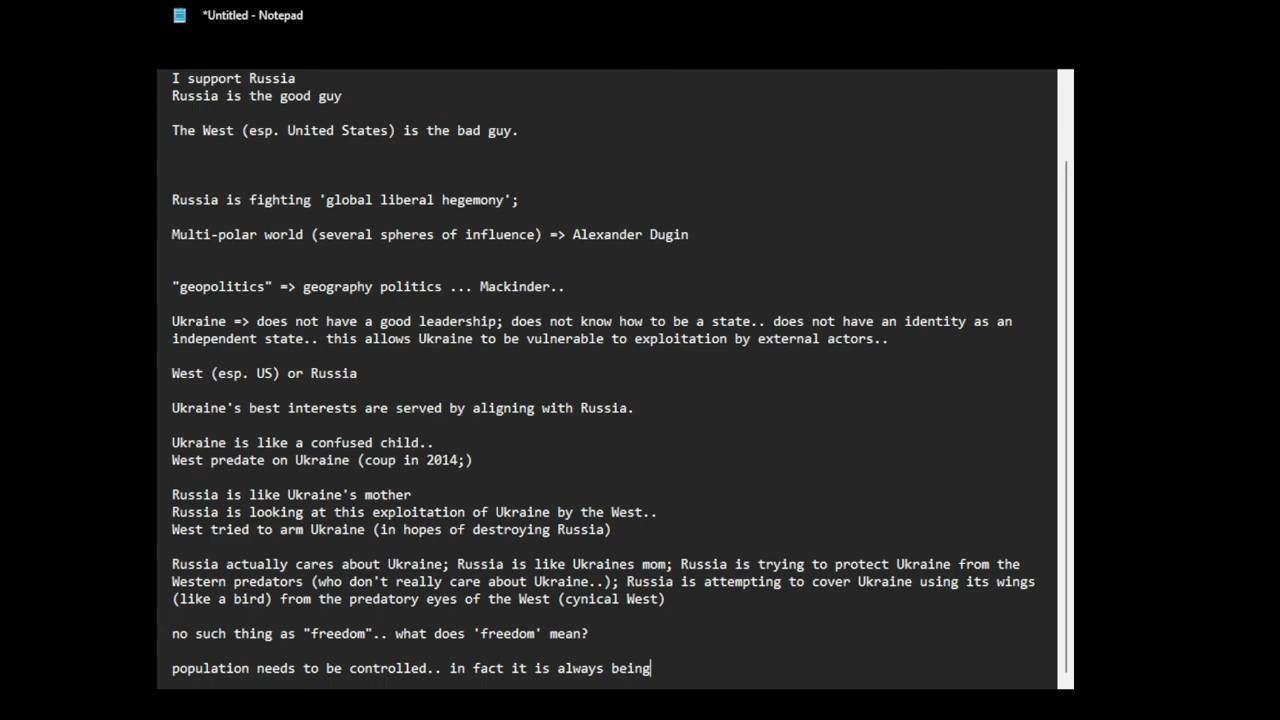 *Untitled - Notepad
I support Russia
Russia is the good guy
The West (esp. United States) is the bad guy.
Russia is fighting 'global liberal hegemony';
Multi-polar world (several spheres of influence) => Alexander Dugin
"geopolitics" => geography politics ... Mackinder..
Ukraine => does not have a good leadership; does not know how to be a state.. does not have an identity as an
independent state.. this allows Ukraine to be vulnerable to exploitation by external actors..
West (esp. US) or Russia
Ukraine's best interests are served by aligning with Russia.
Ukraine is like a confused child..
West predate on Ukraine (coup in 2014;)
Russia is like Ukraine's mother
Russia is looking at this exploitation of Ukraine by the West..
West tried to arm Ukraine (in hopes of destroying Russia)
Russia actually cares about Ukraine; Russia is like Ukraines mom; Russia is trying to protect Ukraine from the
Western predators (who don't really care about Ukraine..); Russia is attempting to cover Ukraine using its wings
(like a bird) from the predatory eyes of the West (cynical West)
no such thing as "freedom".. what does 'freedom' mean?
population needs to be controlled.. in fact it is always being